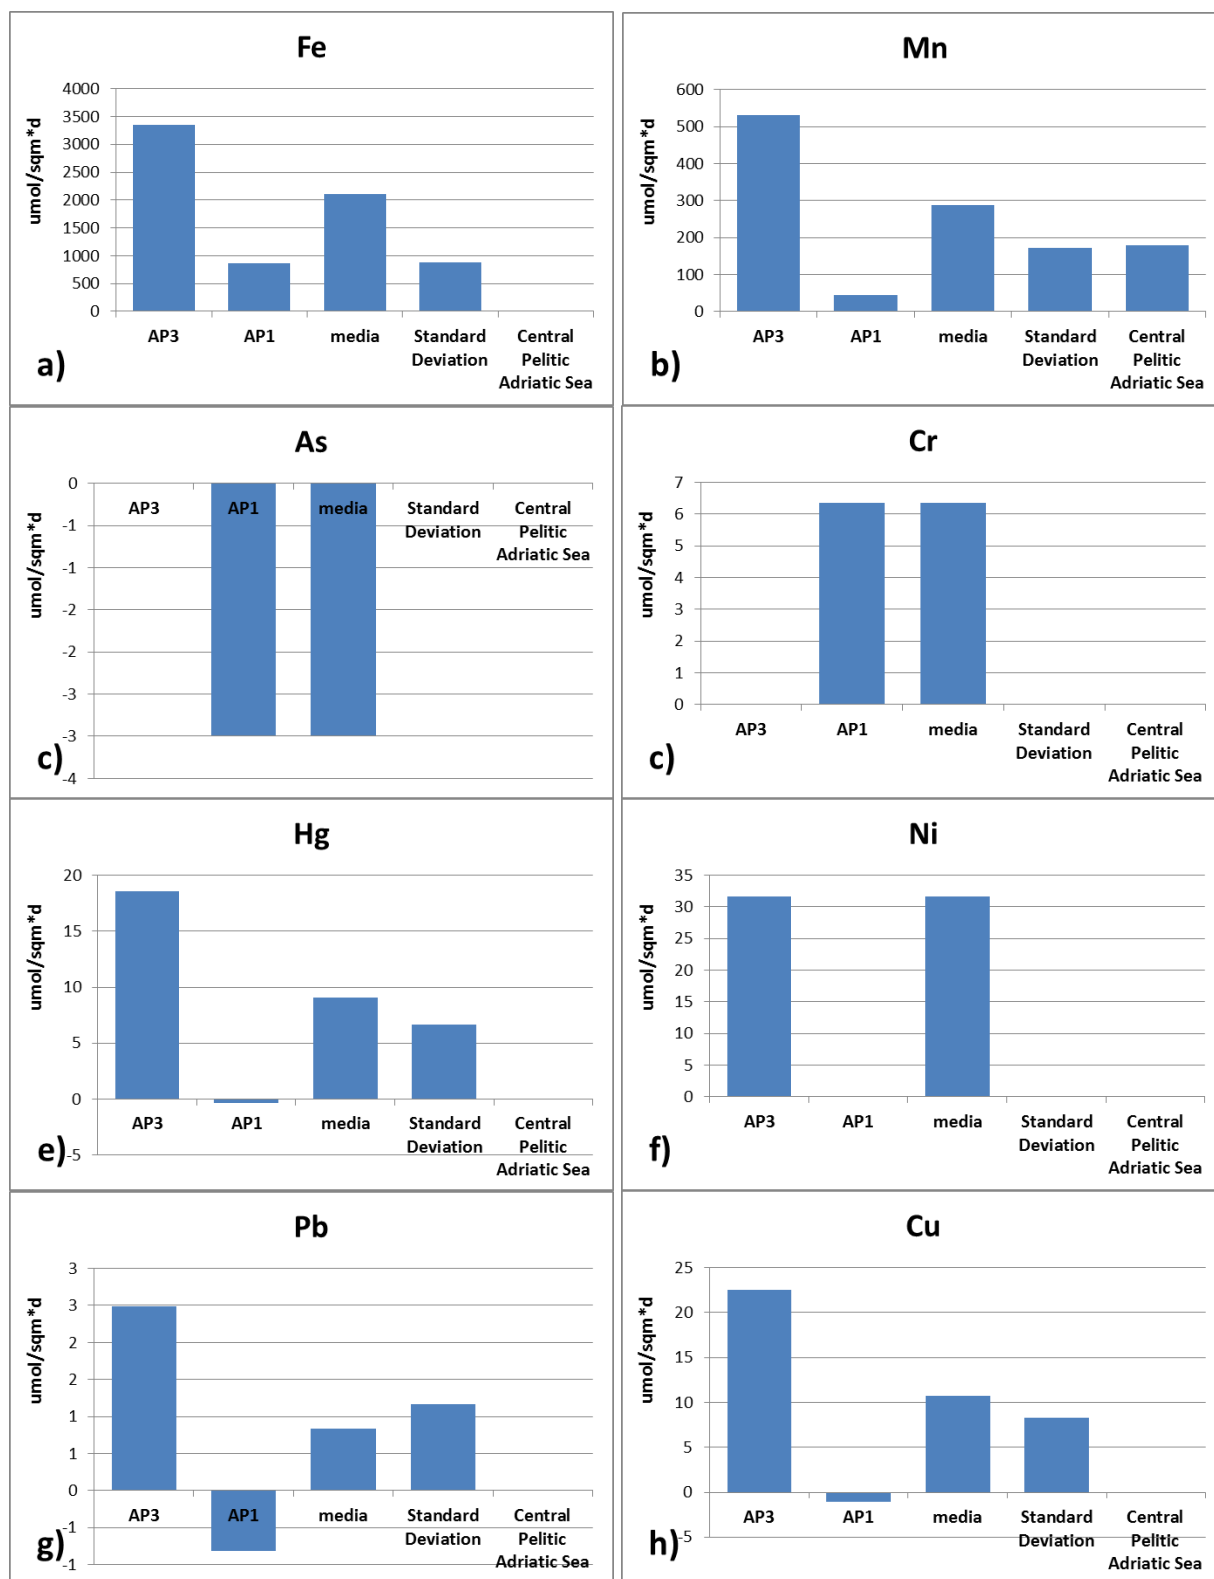 Fe
4000
3500
3000
2500
2000
1500
1000
500
0
umol/sqm*d
AP3 AP1 media Standard Central
Deviation Pelitic
Adriatic Sea
a)
Mn
600
500
400
300
200
100
0
umol/sqm*d
AP3 AP1 media Standard Central
Deviation Pelitic
Adriatic Sea
b)
As
0
-1
-1
-2
-2
-3
-3
-4
umol/sqm*d
AP3 AP1 media Standard Central
Deviation Pelitic
Adriatic Sea
c)
Cr
7
6
5
4
3
2
1
0
umol/sqm*d
AP3 AP1 media Standard Central
Deviation Pelitic
Adriatic Sea
c)
Hg
20
15
10
5
0
-5
umol/sqm*d
AP3 AP1 media Standard Central
Deviation Pelitic
Adriatic Sea
e)
Ni
35
30
25
20
15
10
5
0
umol/sqm*d
AP3 AP1 media Standard Central
Deviation Pelitic
Adriatic Sea
f)
Pb
3
3
2
2
1
1
0
-1
-1
umol/sqm*d
AP3 AP1 media Standard Central
Deviation Pelitic
Adriatic Sea
g)
Cu
25
20
15
10
5
0
-5
umol/sqm*d
AP3 AP1 media Standard Central
Deviation Pelitic
Adriatic Sea
h)